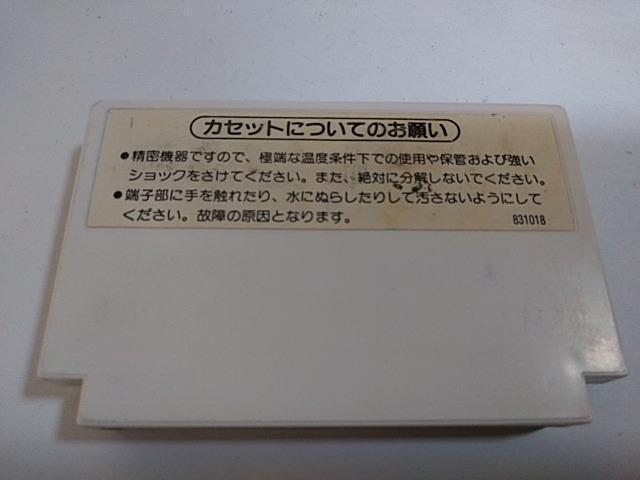 カセットについてのお願い
●精密機器ですので、極端な温度条件下での使用や保管および強い
ショックをさけてください。また、絶対に分解しないでください。
●端子部に手を触れたり、水にぬらしたりして汚さないようにして
ください。故障の原因となります。
831018